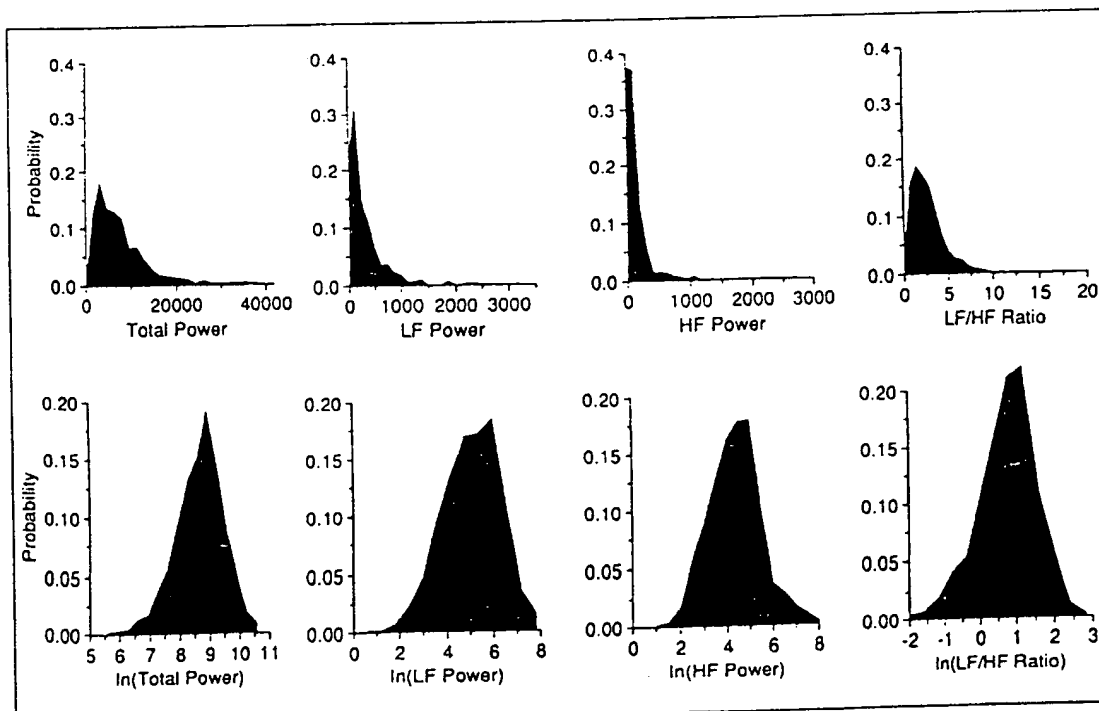 Probability
0.4
0.3
0.2
0.1
0.0
0 20000 40000
Total Power
0.4
0.3
0.2
0.1
0.0
0 1000 2000 3000
LF Power
0.4
0.3
0.2
0.1
0.0
0 1000 2000 3000
HF Power
0.4
0.3
0.2
0.1
0.0
0 5 10 15 20
LF/HF Ratio
Probability
0.20
0.15
0.10
0.05
0.00
5 6 7 8 9 10 11
ln(Total Power)
0.20
0.15
0.10
0.05
0.00
0 2 4 6 8
ln(LF Power)
0.20
0.15
0.10
0.05
0.00
0 2 4 6 8
ln(HF Power)
0.20
0.15
0.10
0.05
0.00
-2 -1 0 1 2 3
ln(LF/HF Ratio)